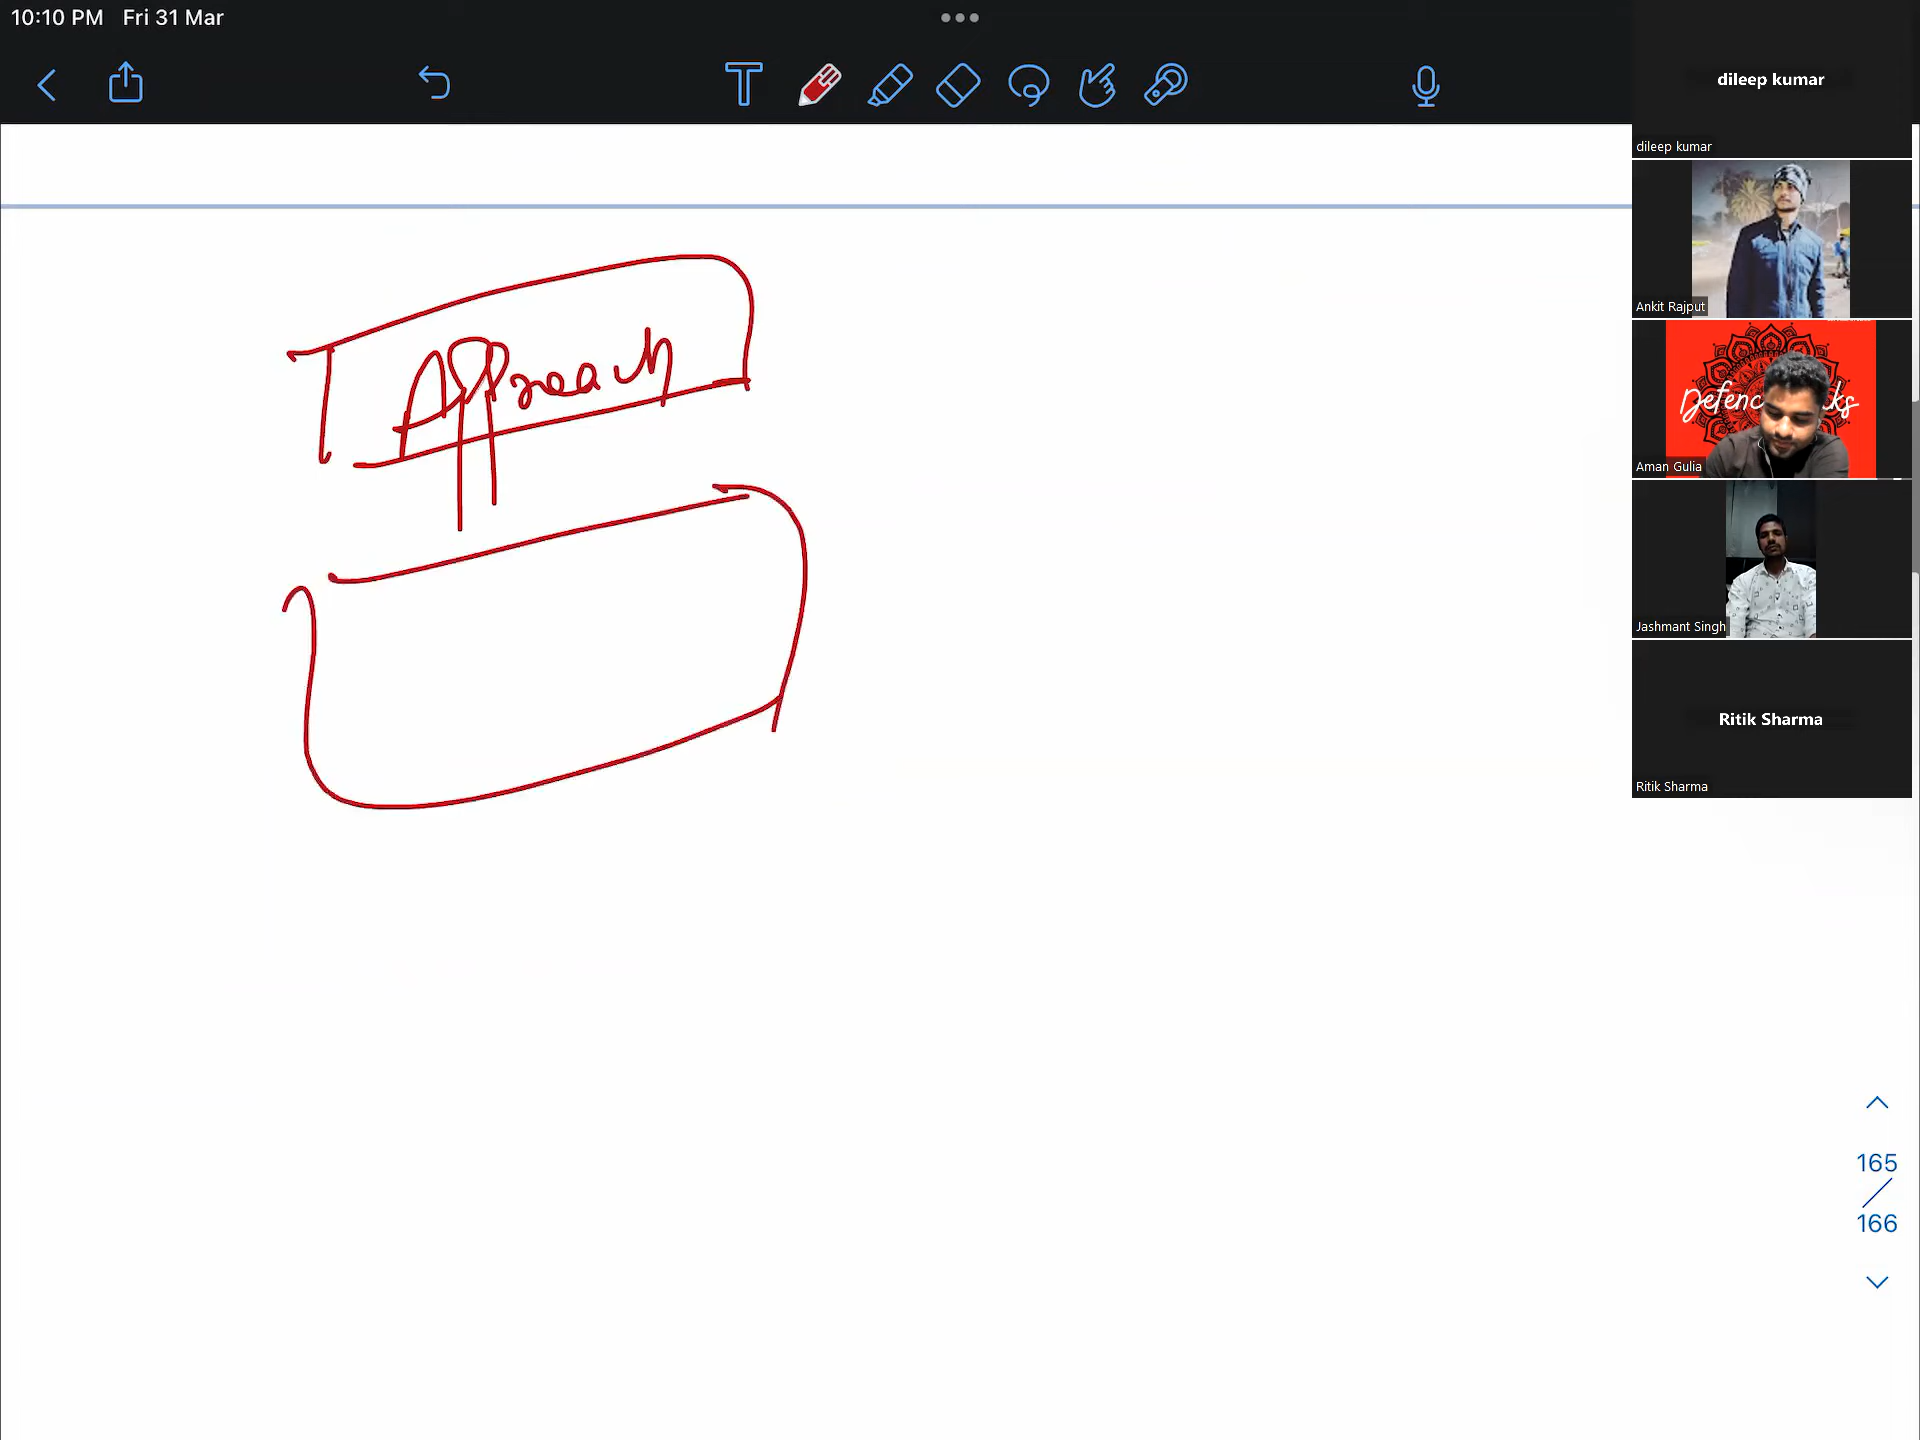 10:10 PM Fri 31 Mar
T
dileep kumar
dileep kumar
Ankit Rajput
Aman Gulia
Jashmant Singh
Ritik Sharma
Ritik Sharma
Approach
165
166